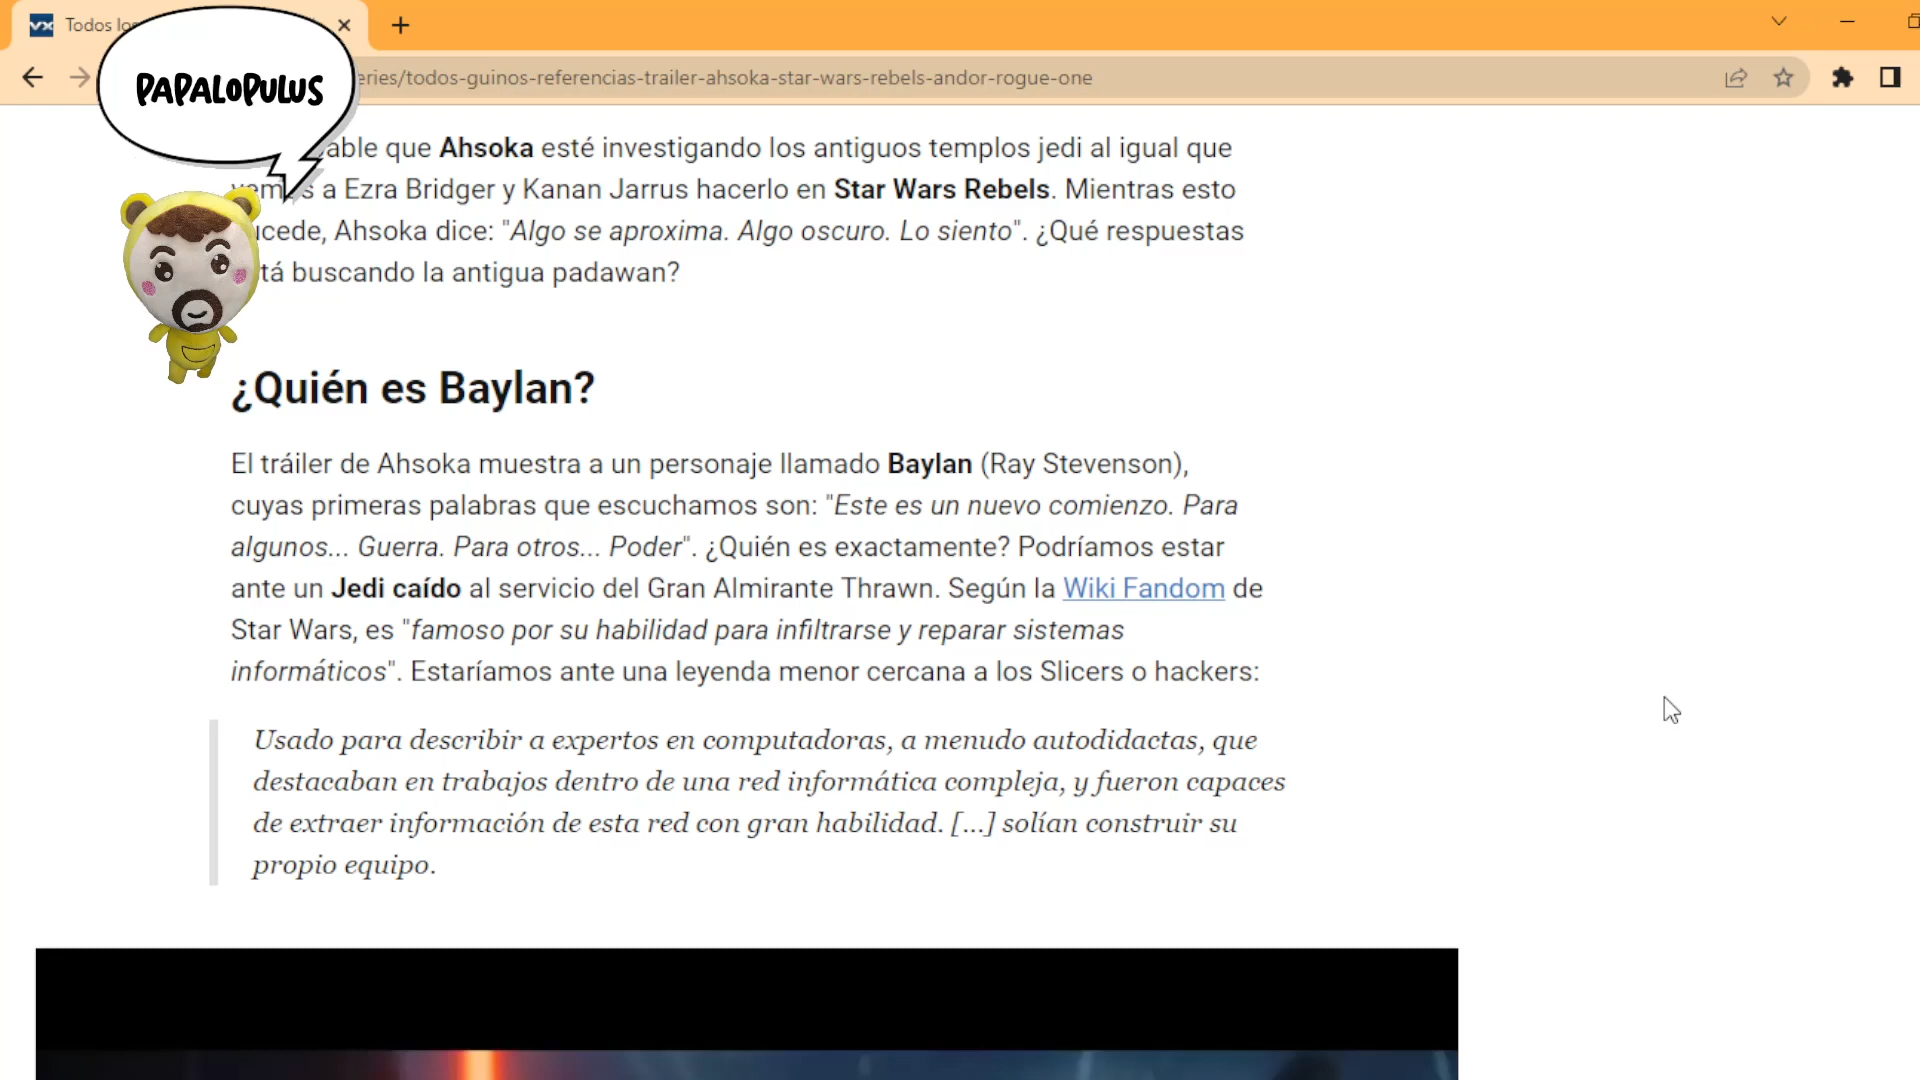 Todos
PAPALOPULUS
eries/todos-guinos-referencias-trailer-ahsoka-star-wars-rebels-andor-rogue-one
que Ahsoka esté investigando los antiguos templos jedi al igual que
a Ezra Bridger y Kanan Jarrus hacerlo en Star Wars Rebels. Mientras esto
Ahsoka dice: "Algo se aproxima. Algo oscuro. Lo siento". ¿Qué respuestas
buscando la antigua padawan?
¿Quién es Baylan?
El tráiler de Ahsoka muestra a un personaje llamado Baylan (Ray Stevenson),
cuyas primeras palabras que escuchamos son: "Este es un nuevo comienzo. Para
algunos... Guerra. Para otros... Poder". ¿Quién es exactamente? Podríamos estar
ante un Jedi caído al servicio del Gran Almirante Thrawn. Según la Wiki Fandom de
Star Wars, es "famoso por su habilidad para infiltrarse y reparar sistemas
informáticos". Estaríamos ante una leyenda menor cercana a los Slicers o hackers:
Usado para describir a expertos en computadoras, a menudo autodidactas, que
destacaban en trabajos dentro de una red informática compleja, y fueron capaces
de extraer información de esta red con gran habilidad. [...] solían construir su
propio equipo.